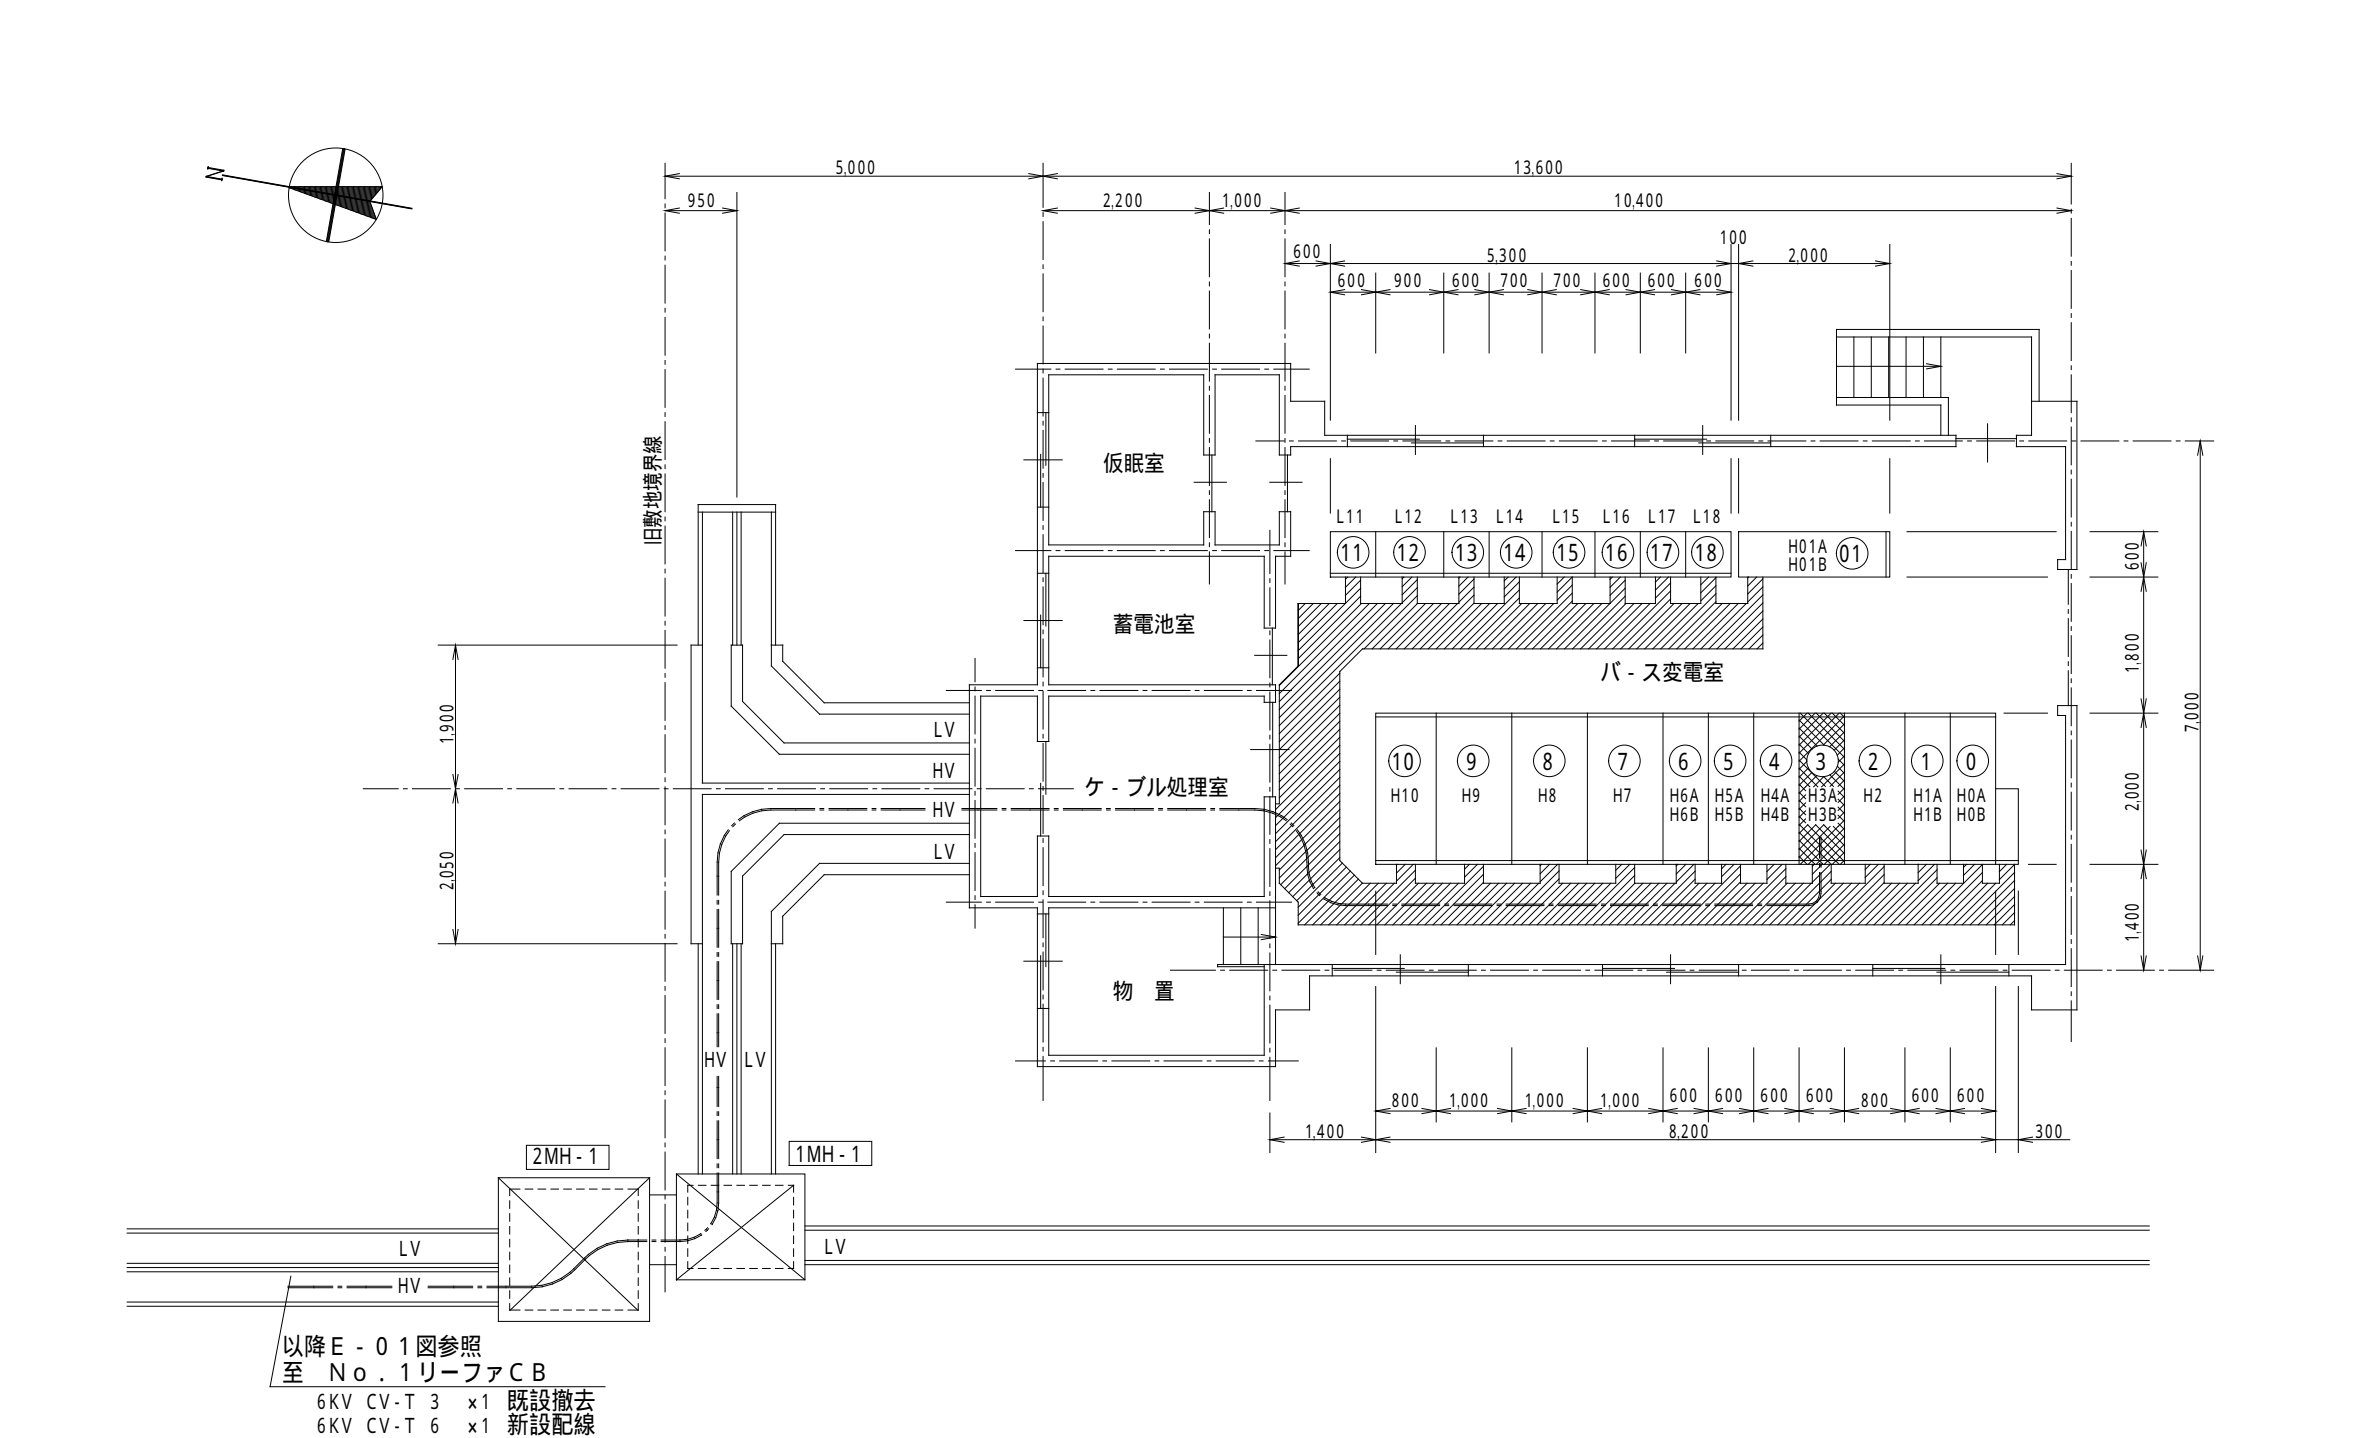 N
5,000
13,600
950
2,200
1,000
10,400
100
600
5,300
2,000
600
900
600
700
700
600
600
600
旧敷地境界線
仮眠室
L11
L12
L13
L14
L15
L16
L17
L18
11
12
13
14
15
16
17
18
H01A
H01B
01
600
蓄電池室
1,800
バ-ス変電室
7,000
1,900
LV
HV
ケ-ブル処理室
HV
LV
10
9
8
7
6
5
4
3
2
1
0
H10
H9
H8
H7
H6A
H6B
H5A
H5B
H4A
H4B
H3A
H3B
H2
H1A
H1B
H0A
H0B
2,000
2,050
1,400
物 置
HV
LV
800
1,000
1,000
1,000
600
600
600
600
800
600
600
1,400
8,200
300
2MH-1
1MH-1
LV
LV
HV
以降E-01図参照
至 No.1リーファCB
6KV CV-T 3 ×1 既設撤去
6KV CV-T 6 ×1 新設配線